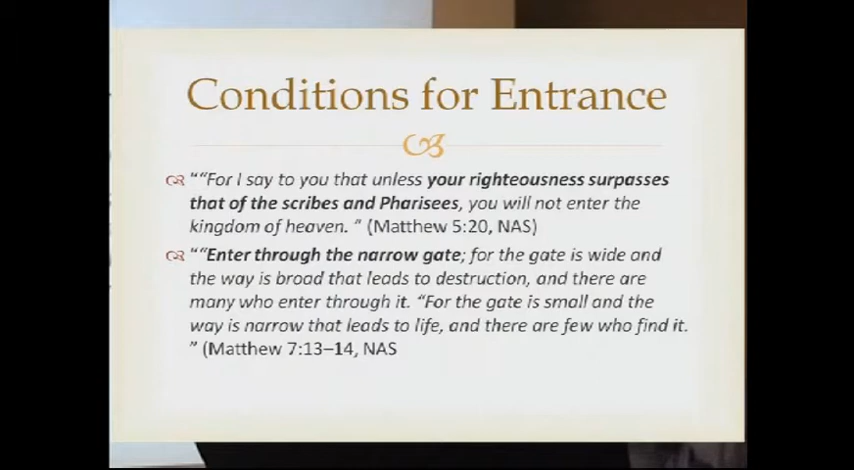 Conditions for Entrance
"“For I say to you that unless your righteousness surpasses
that of the scribes and Pharisees, you will not enter the
kingdom of heaven. “ (Matthew 5:20, NAS)
"“Enter through the narrow gate; for the gate is wide and
the way is broad that leads to destruction, and there are
many who enter through it. “For the gate is small and the
way is narrow that leads to life, and there are few who find it.
” (Matthew 7:13–14, NAS